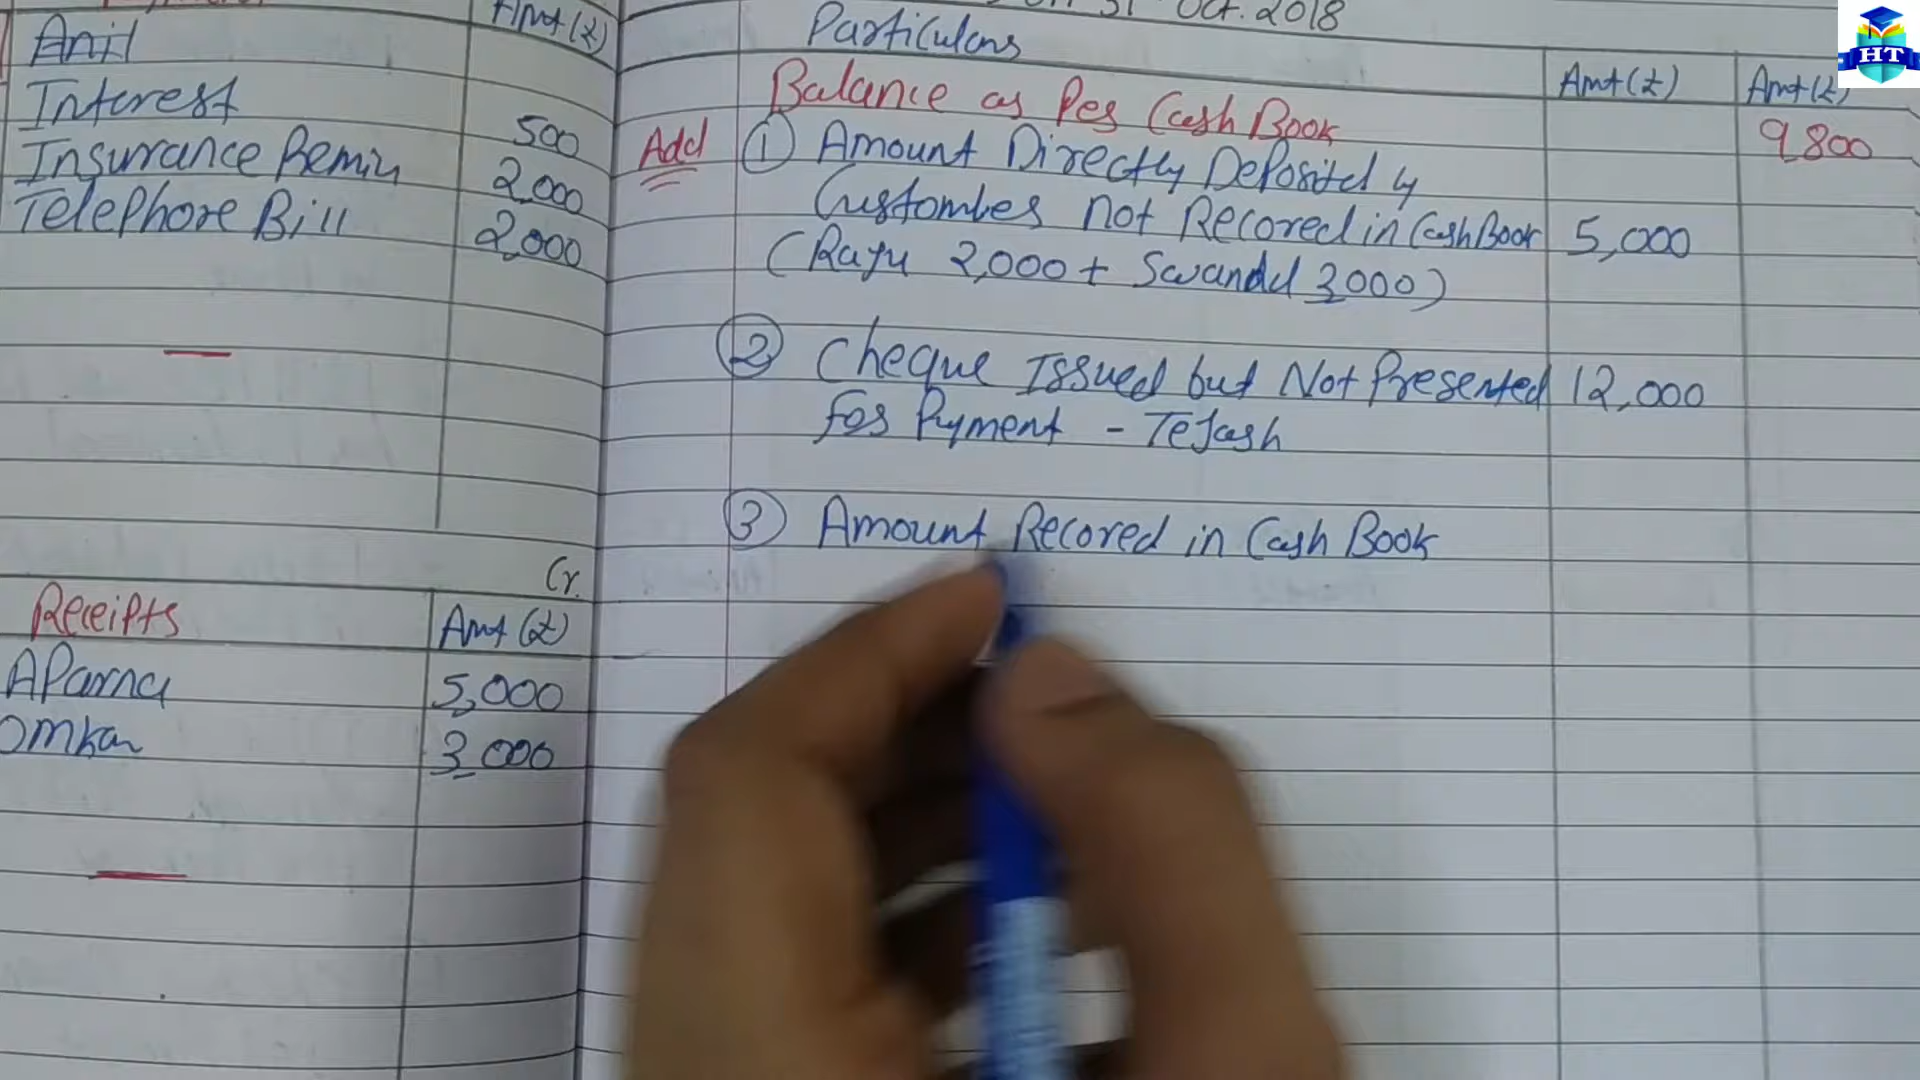 Oct. 2018
Amt (₹)
Anil
Interest 500
Insurance Premiu 2,000
Telephone Bill 2,000
Cr.
Receipts Amt (₹)
Aparna 5,000
Omkar 3,000
Particulars Amt (₹) Amt (₹)
Balance as Per Cash Book 9800
Add ① Amount Directly Deposited by
Customers Not Recored in Cash Book 5,000
(Raju 2,000 + Swanand 3,000)
② Cheque Issued but Not Presented 12,000
for Pyment - Tejash
③ Amount Recored in Cash Book
HT